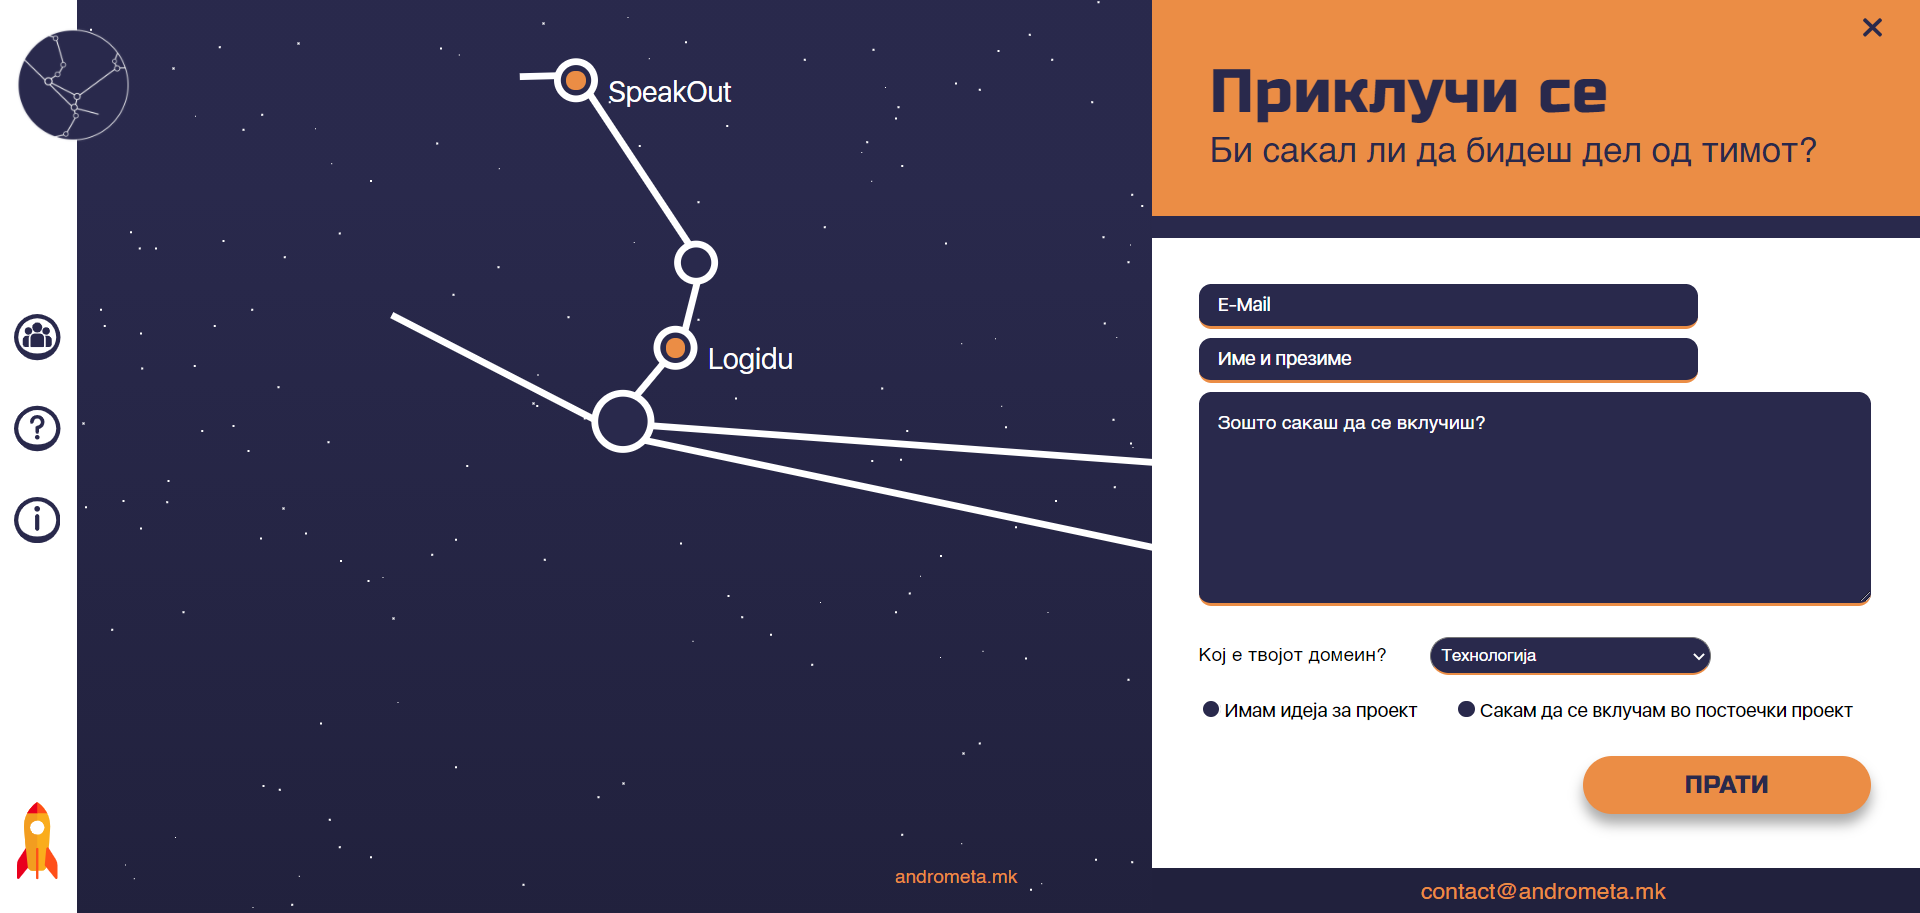 SpeakOut
Logidu
andrometa.mk
Приклучи се
Би сакал ли да бидеш дел од тимот?
E-Mail
Име и презиме
Зошто сакаш да се вклучиш?
Кој е твојот домеин?
Технологија
Имам идеја за проект
Сакам да се вклучам во постоечки проект
ПРАТИ
contact@andrometa.mk